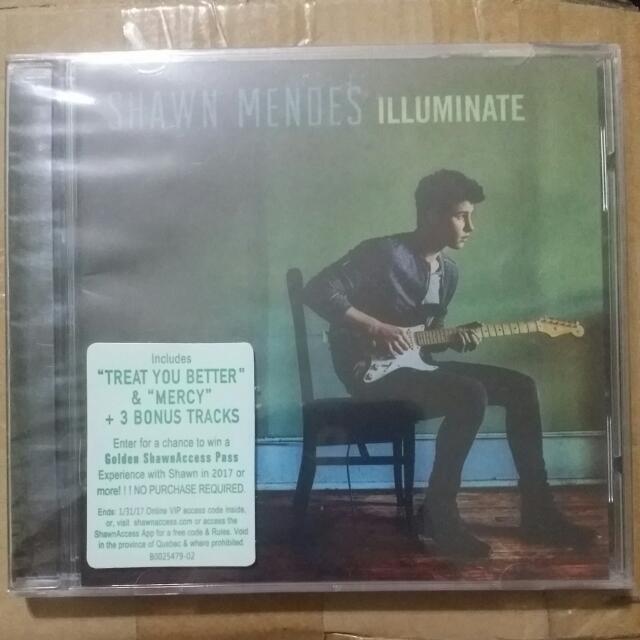 SHAWN MENDES ILLUMINATE
Includes
"TREAT YOU BETTER"
& "MERCY"
+ 3 BONUS TRACKS
Enter for a chance to win a
Golden ShawnAccess Pass
Experience with Shawn in 2017 or
more! ! ! NO PURCHASE REQUIRED.
Ends: 1/31/17 Online VIP access code inside,
or, visit shawnaccess.com or access the
ShawnAccess App for a free code & Rules. Void
in the province of Quebec & where prohibited.
B0025479-02